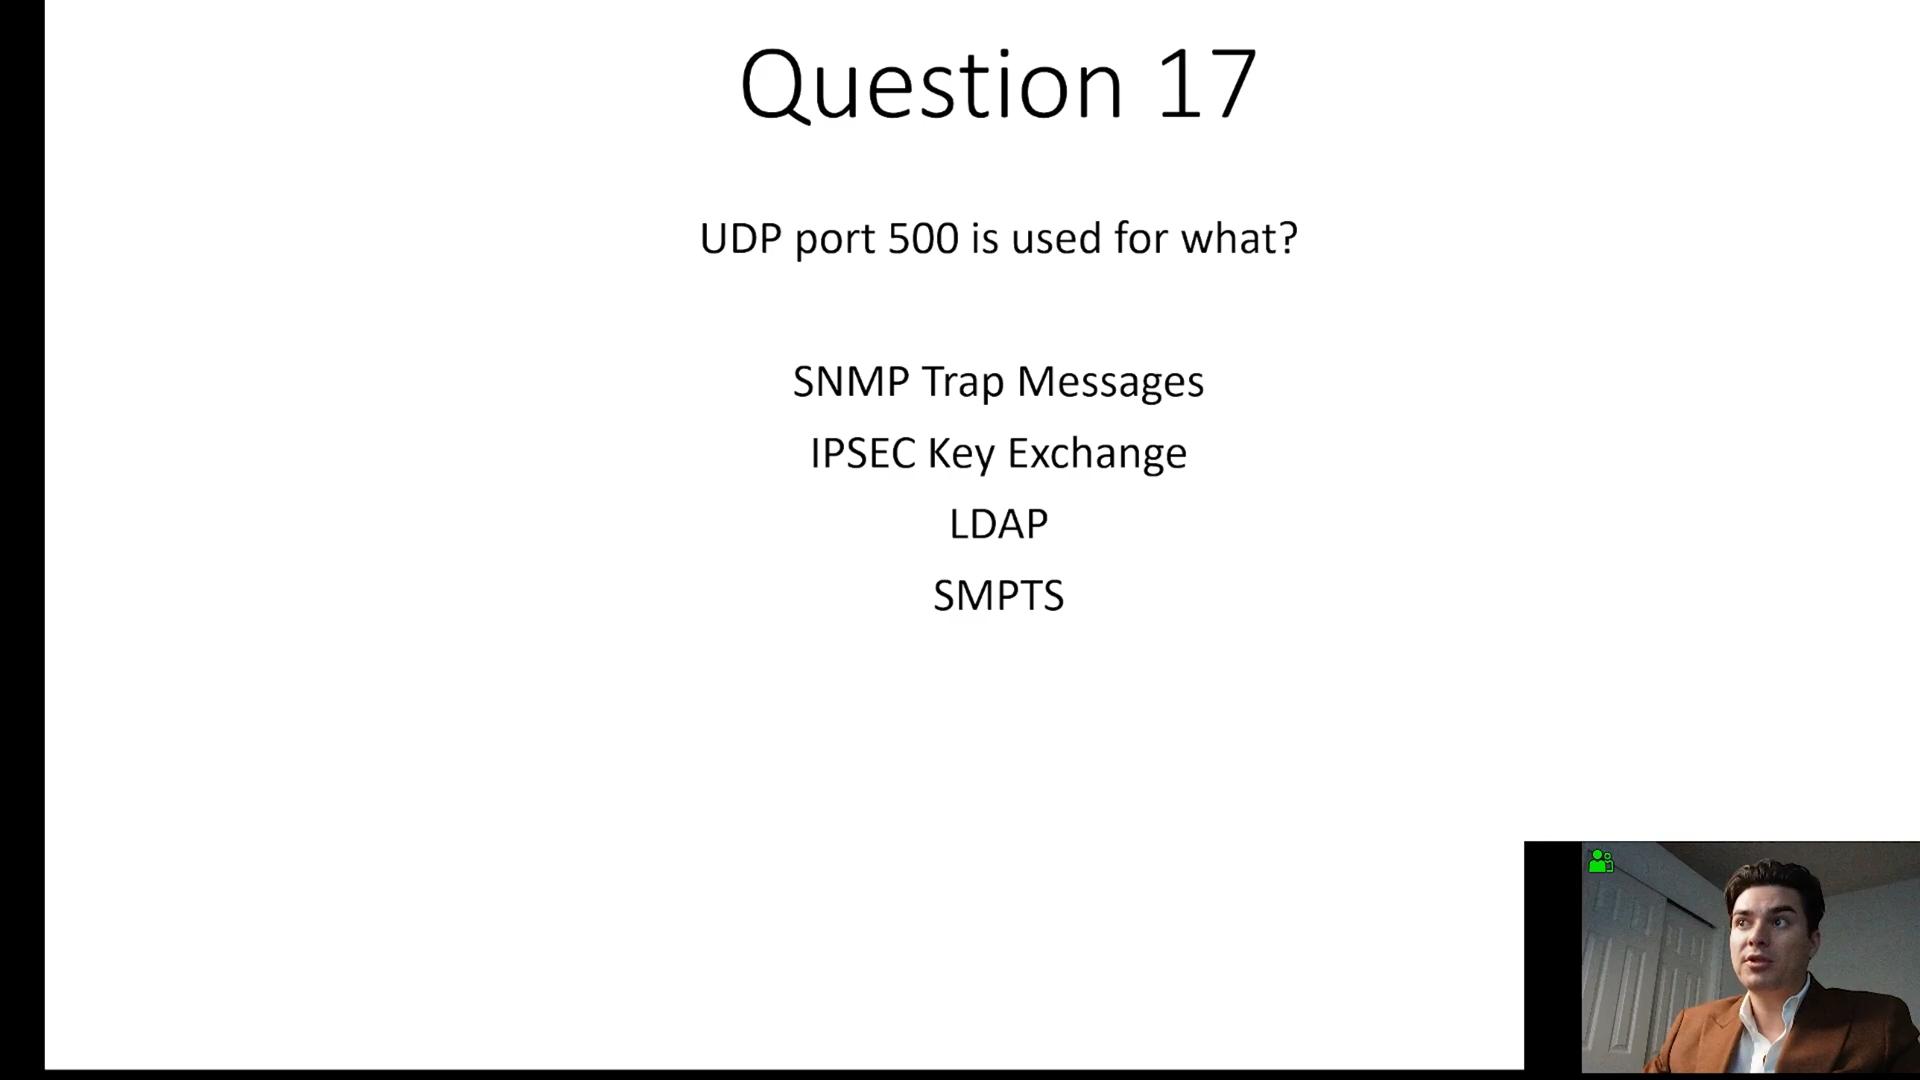 Question 17
UDP port 500 is used for what?
SNMP Trap Messages
IPSEC Key Exchange
LDAP
SMPTS